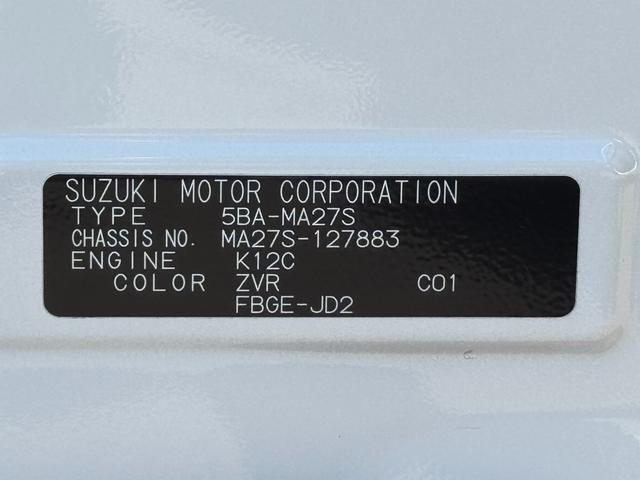 SUZUKI MOTOR CORPORATION
TYPE 5BA-MA27S
CHASSIS NO. MA27S-127883
ENGINE K12C
COLOR ZVR C01
FBGE-JD2